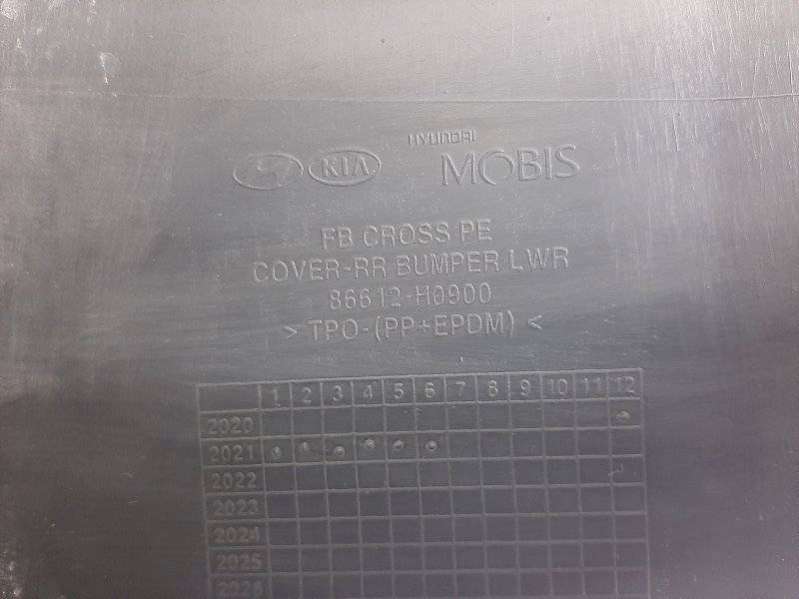 HYUNDAI
KIA MOBIS
FB CROSS PE
COVER-RR BUMPER LWR
86612-H0900
> TPO-(PP+EPDM) <
1 2 3 4 5 6 7 8 9 10 11 12
2020
2021
2022
2023
2024
2025
2026